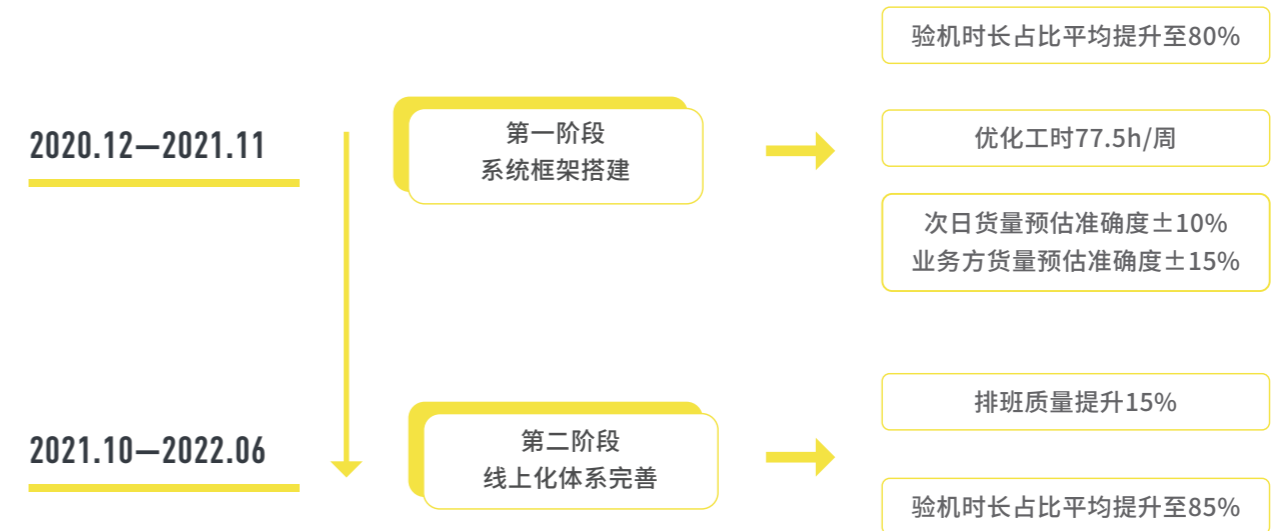 2020.12—2021.11
第一阶段
系统框架搭建
验机时长占比平均提升至80%
优化工时77.5h/周
次日货量预估准确度±10%
业务方货量预估准确度±15%
2021.10—2022.06
第二阶段
线上化体系完善
排班质量提升15%
验机时长占比平均提升至85%